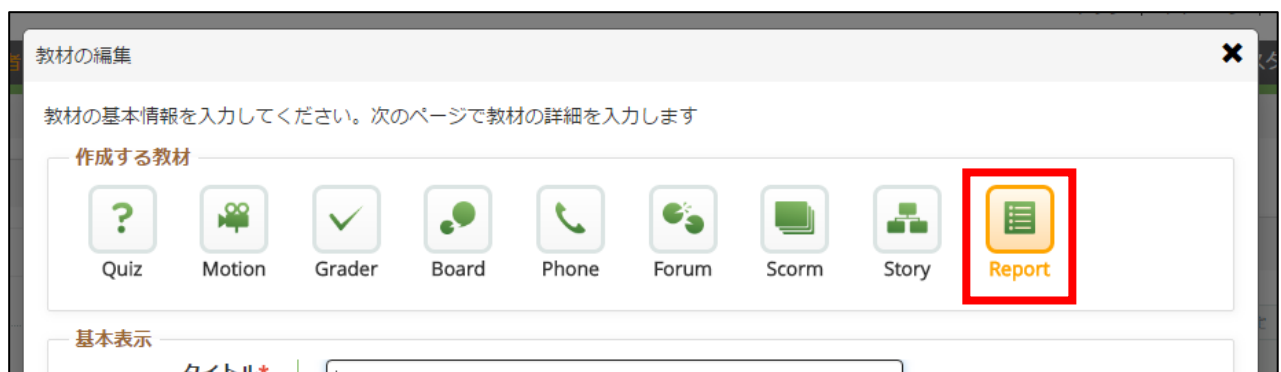 教材の編集
教材の基本情報を入力してください。次のページで教材の詳細を入力します
作成する教材
Quiz Motion Grader Board Phone Forum Scorm Story Report
基本表示
タイトル*